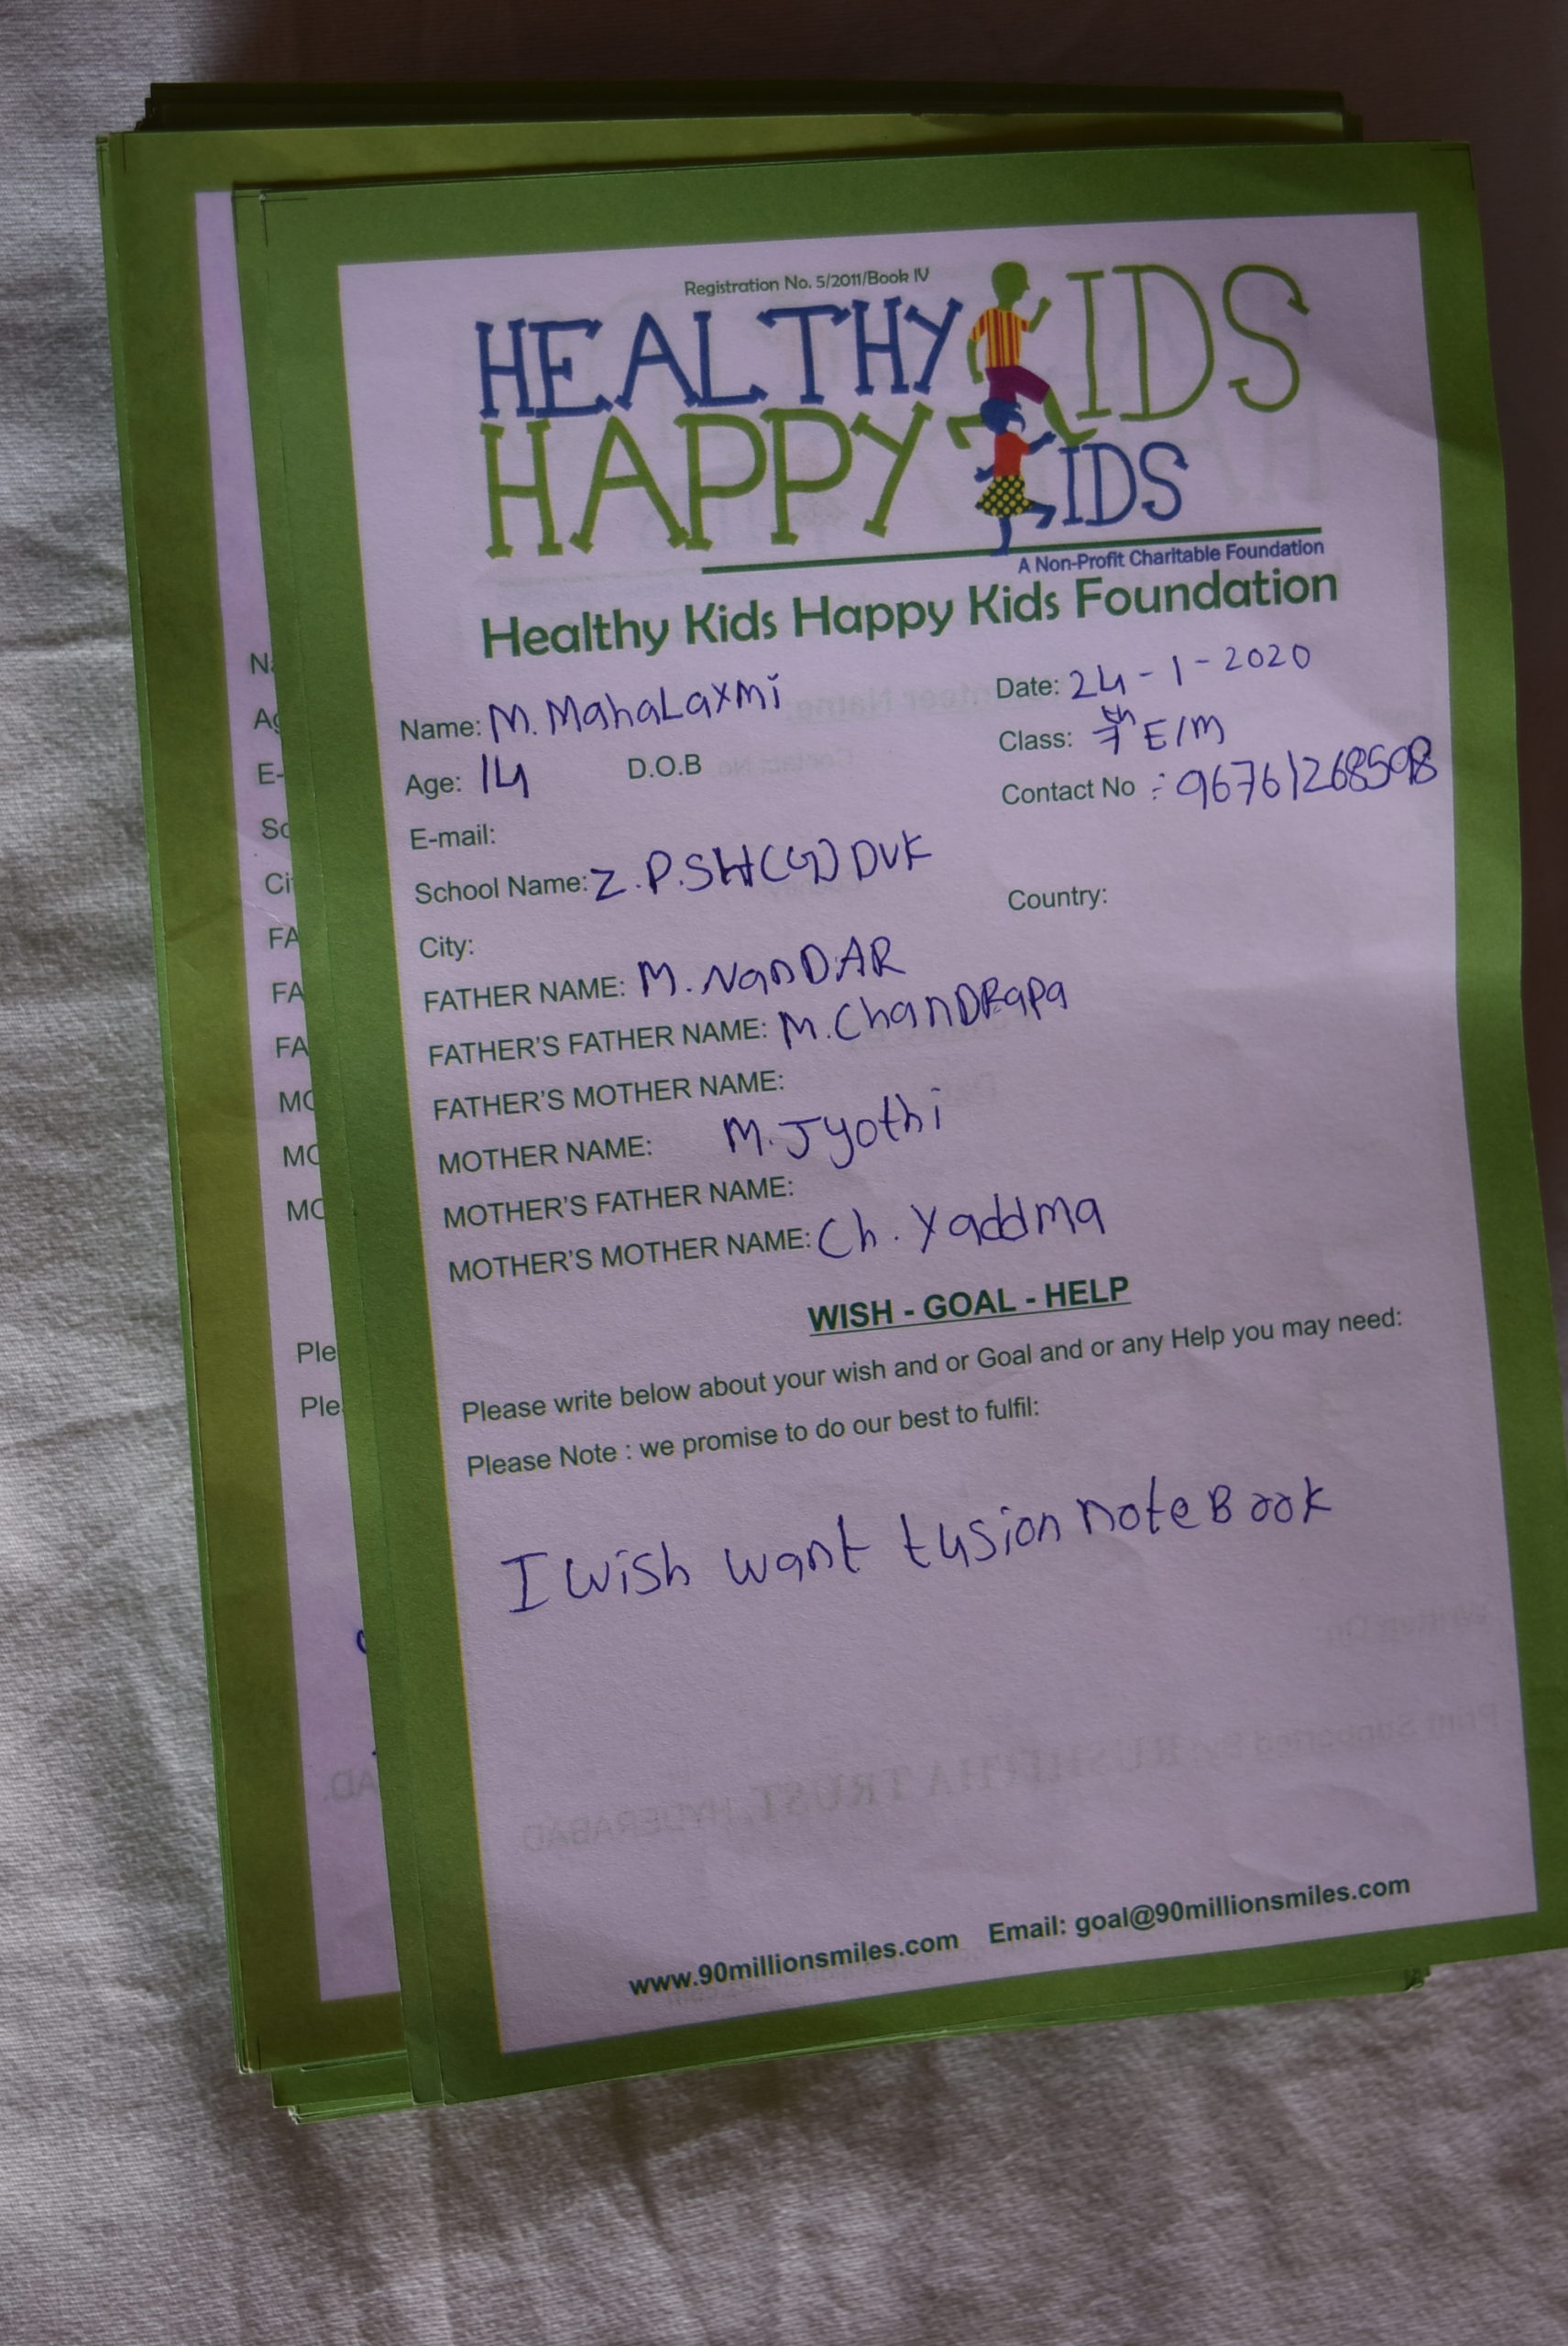 Registration No. 5/2011/Book IV
HEALTHY KIDS
HAPPY KIDS
A Non-Profit Charitable Foundation
Healthy Kids Happy Kids Foundation
Name: M. MahaLaxmi Date: 24-1-2020
Age: 14 D.O.B Class: 7th E/M
E-mail: Contact No :- 96761268598
School Name: Z.P.SH(G) DVK
City: Country:
FATHER NAME: M. NanDAR
FATHER'S FATHER NAME: M. ChanDRapa
FATHER'S MOTHER NAME:
MOTHER NAME: M. Jyothi
MOTHER'S FATHER NAME:
MOTHER'S MOTHER NAME: Ch. Yaddma
WISH - GOAL - HELP
Please write below about your wish and or Goal and or any Help you may need:
Please Note : we promise to do our best to fulfil:
I wish want tusion noteBook
www.90millionsmiles.com Email: goal@90millionsmiles.com